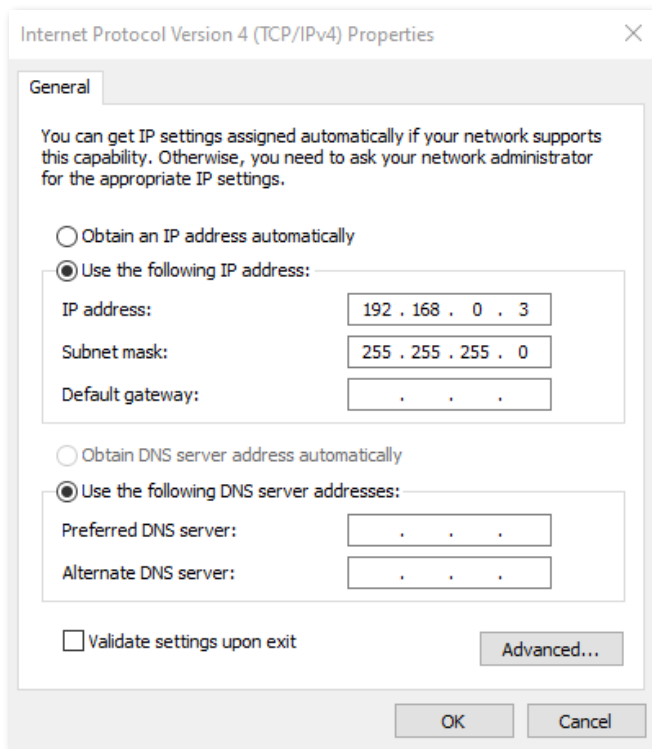 Internet Protocol Version 4 (TCP/IPv4) Properties
General
You can get IP settings assigned automatically if your network supports
this capability. Otherwise, you need to ask your network administrator
for the appropriate IP settings.
Obtain an IP address automatically
Use the following IP address:
IP address:
192 . 168 . 0 . 3
Subnet mask:
255 . 255 . 255 . 0
Default gateway:
. . .
Obtain DNS server address automatically
Use the following DNS server addresses:
Preferred DNS server:
. . .
Alternate DNS server:
. . .
Validate settings upon exit
Advanced...
OK
Cancel